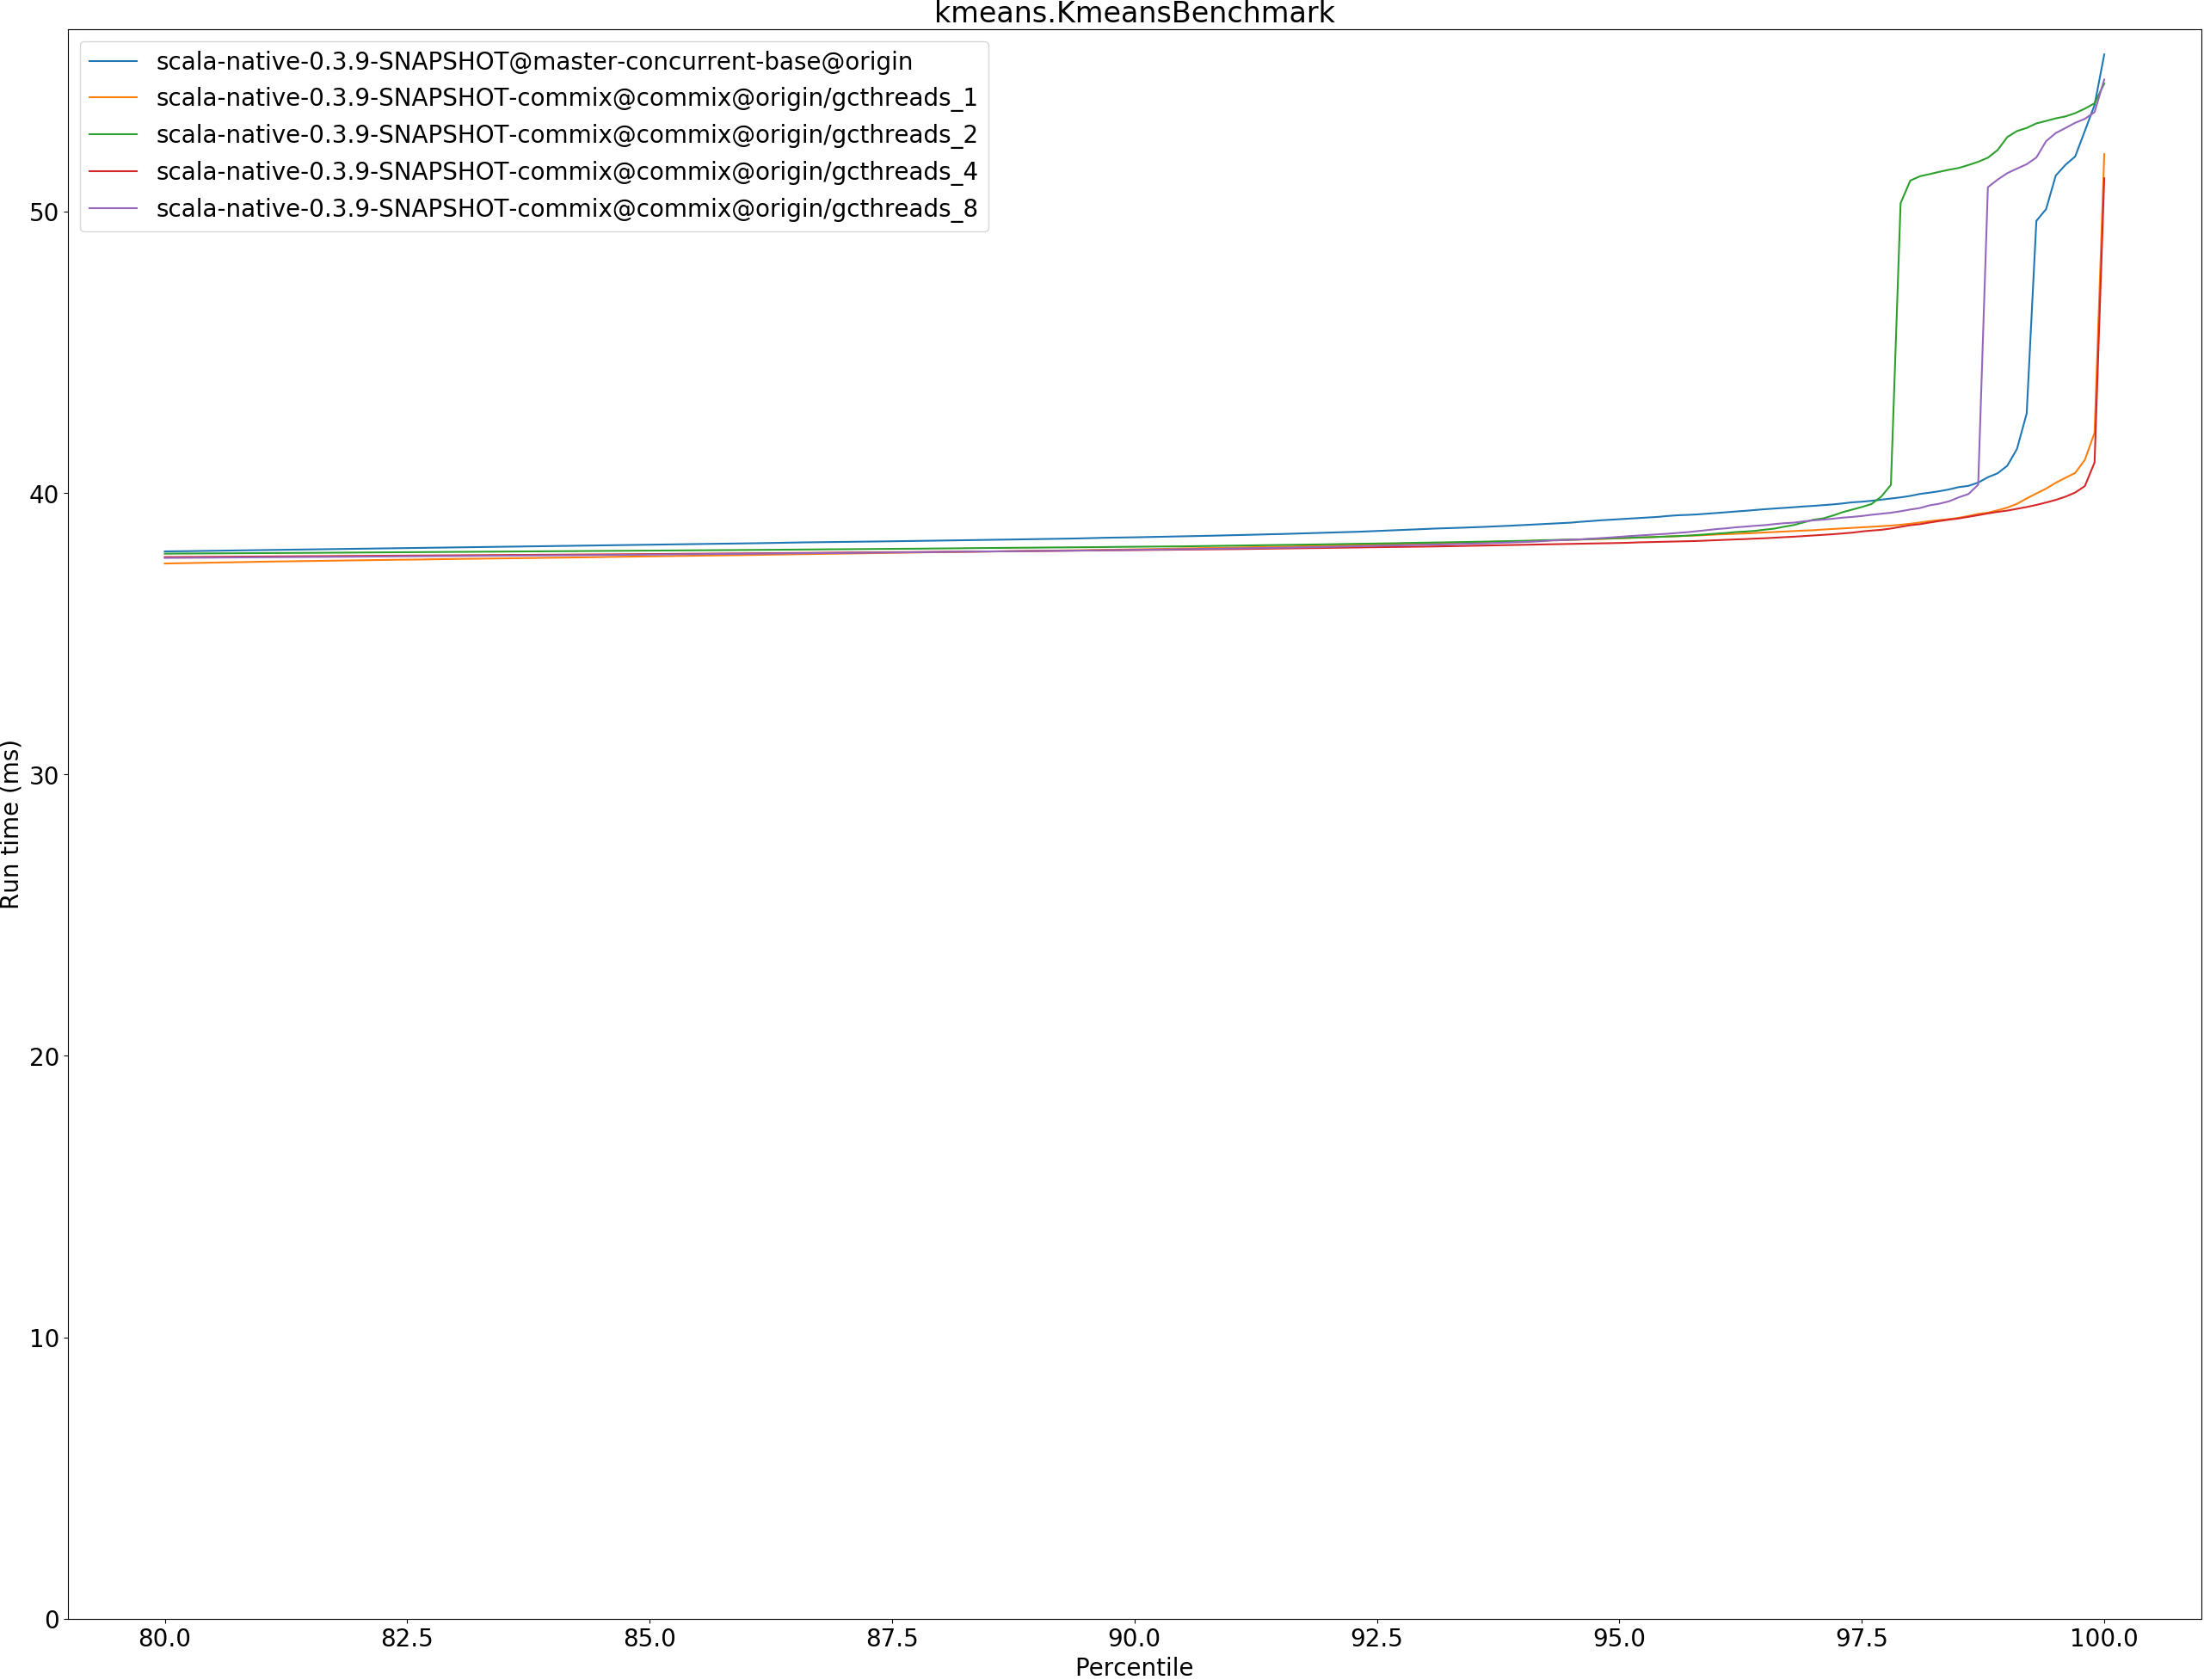 kmeans.KmeansBenchmark
scala-native-0.3.9-SNAPSHOT@master-concurrent-base@origin
scala-native-0.3.9-SNAPSHOT-commix@commix@origin/gcthreads_1
scala-native-0.3.9-SNAPSHOT-commix@commix@origin/gcthreads_2
scala-native-0.3.9-SNAPSHOT-commix@commix@origin/gcthreads_4
scala-native-0.3.9-SNAPSHOT-commix@commix@origin/gcthreads_8
50
40
30
20
10
0
Run time (ms)
80.0 82.5 85.0 87.5 90.0 92.5 95.0 97.5 100.0
Percentile